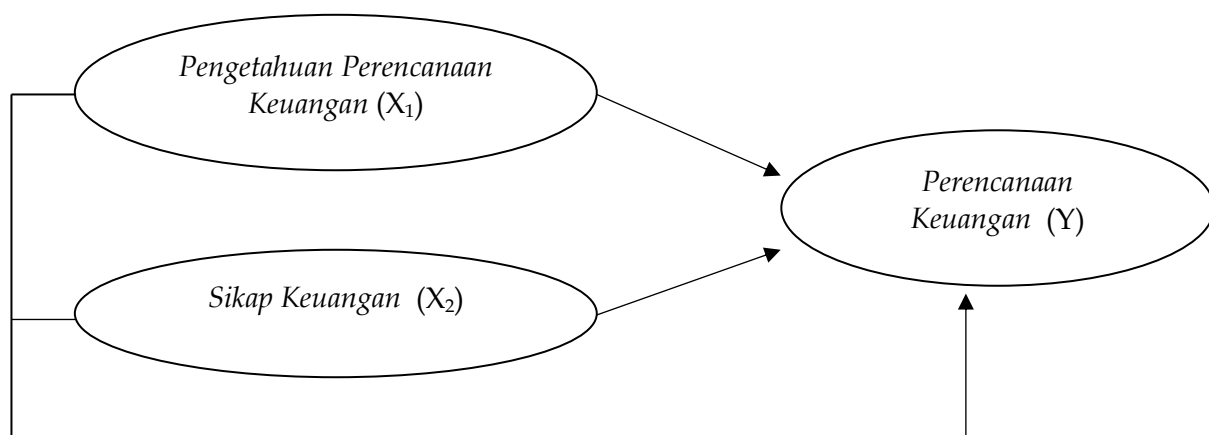 Pengetahuan Perencanaan
Keuangan (X₁)
Perencanaan
Keuangan (Y)
Sikap Keuangan (X₂)